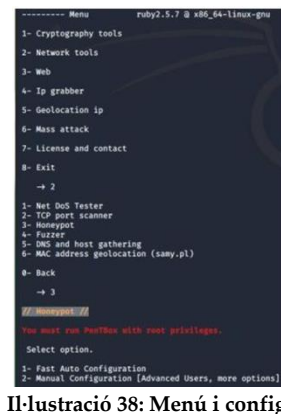 --------- Menu ruby2.5.7 @ x86_64-linux-gnu
1- Cryptography tools
2- Network tools
3- Web
4- Ip grabber
5- Geolocation ip
6- Mass attack
7- License and contact
8- Exit
→ 2
1- Net DoS Tester
2- TCP port scanner
3- Honeypot
4- Fuzzer
5- DNS and host gathering
6- MAC address geolocation (samy.pl)
0- Back
→ 3
// Honeypot //
You must run PenTBox with root privileges.
Select option.
1- Fast Auto Configuration
2- Manual Configuration [Advanced Users, more options]
Il·lustració 38: Menú i config